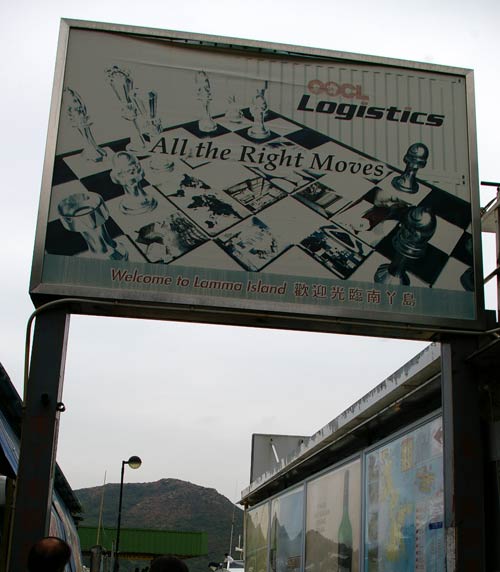 OOCL
Logistics
All the Right Moves
Welcome to Lamma Island 歡迎光臨南丫島